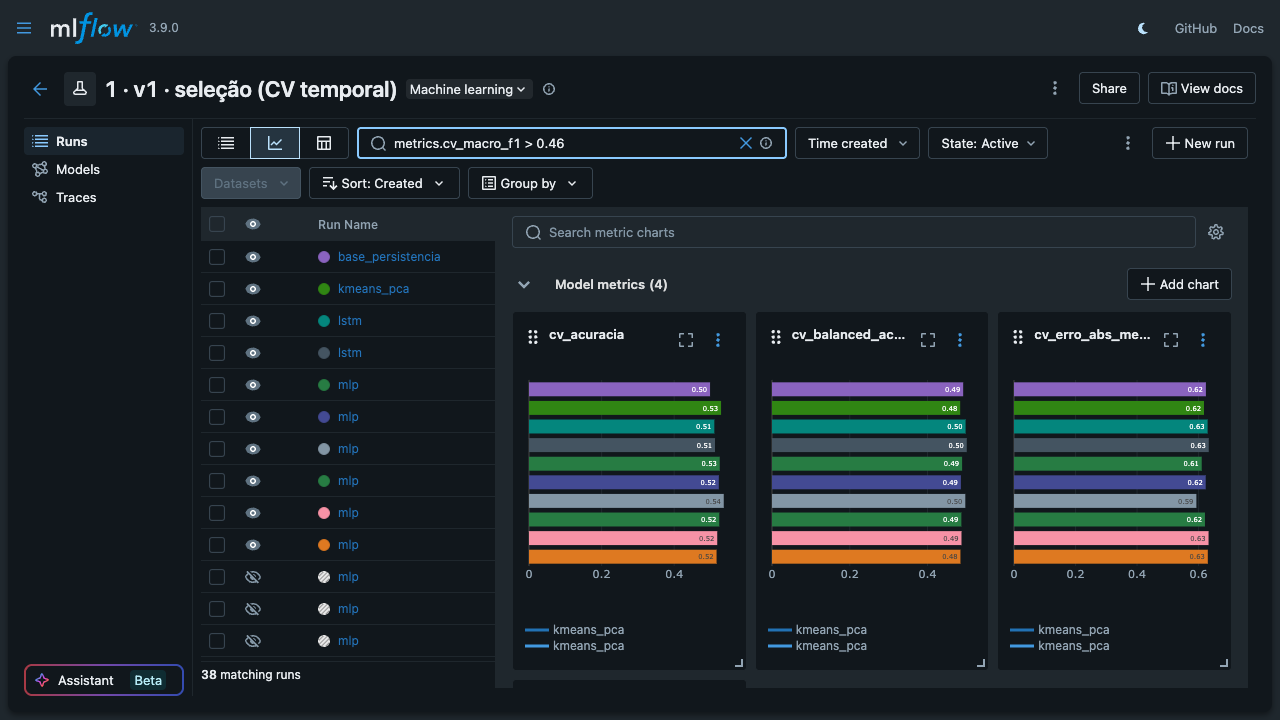 mlflow 3.9.0 GitHub Docs
1 · v1 · seleção (CV temporal) Machine learning Share View docs
Runs
Models
Traces
metrics.cv_macro_f1 > 0.46 Time created State: Active New run
Datasets Sort: Created Group by
Run Name
base_persistencia
kmeans_pca
lstm
lstm
mlp
mlp
mlp
mlp
mlp
mlp
mlp
mlp
mlp
38 matching runs
Search metric charts
Model metrics (4) Add chart
cv_acuracia
0.50
0.53
0.51
0.51
0.53
0.52
0.54
0.52
0.52
0.52
0 0.2 0.4
kmeans_pca
kmeans_pca
cv_balanced_ac...
0.49
0.48
0.50
0.50
0.49
0.49
0.50
0.49
0.49
0.48
0 0.2 0.4
kmeans_pca
kmeans_pca
cv_erro_abs_me...
0.62
0.62
0.63
0.63
0.61
0.62
0.59
0.62
0.63
0.63
0 0.2 0.4 0.6
kmeans_pca
kmeans_pca
Assistant Beta